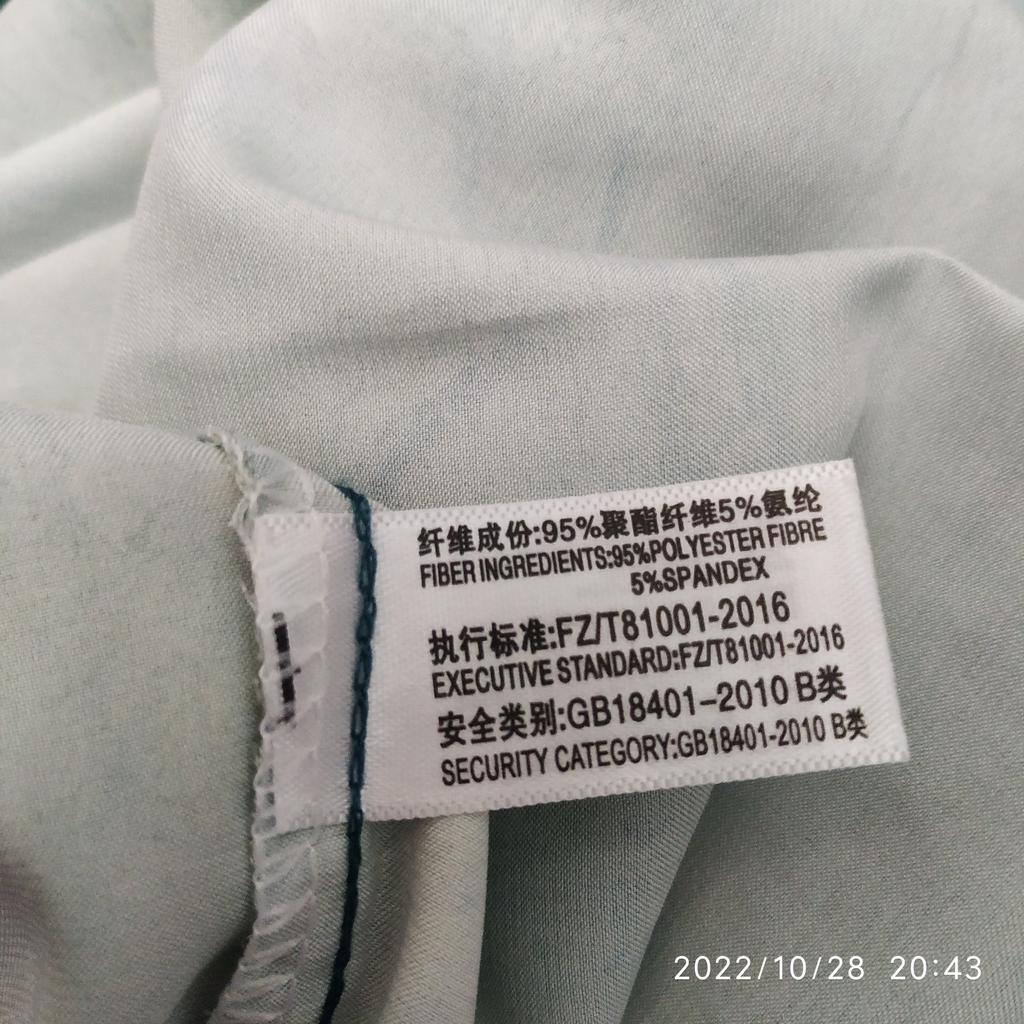 纤维成份:95%聚酯纤维5%氨纶
FIBER INGREDIENTS:95%POLYESTER FIBRE
5%SPANDEX
执行标准:FZ/T81001-2016
EXECUTIVE STANDARD:FZ/T81001-2016
安全类别:GB18401-2010 B类
SECURITY CATEGORY:GB18401-2010 B类
2022/10/28 20:43